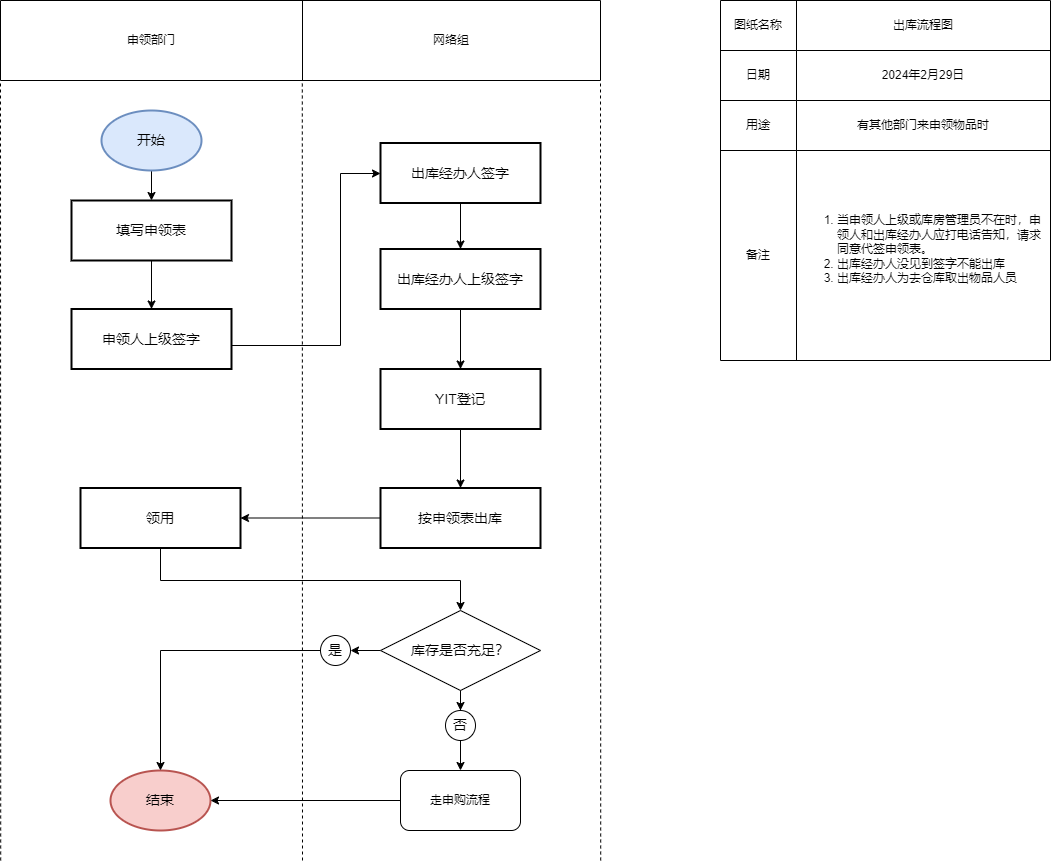 申领部门
网络组
开始
填写申领表
申领人上级签字
出库经办人签字
出库经办人上级签字
YIT登记
按申领表出库
领用
库存是否充足？
是
否
走申购流程
结束
图纸名称
出库流程图
日期
2024年2月29日
用途
有其他部门来申领物品时
备注
1. 当申领人上级或库房管理员不在时，申
领人和出库经办人应打电话告知，请求
同意代签申领表。
2. 出库经办人没见到签字不能出库
3. 出库经办人为去仓库取出物品人员